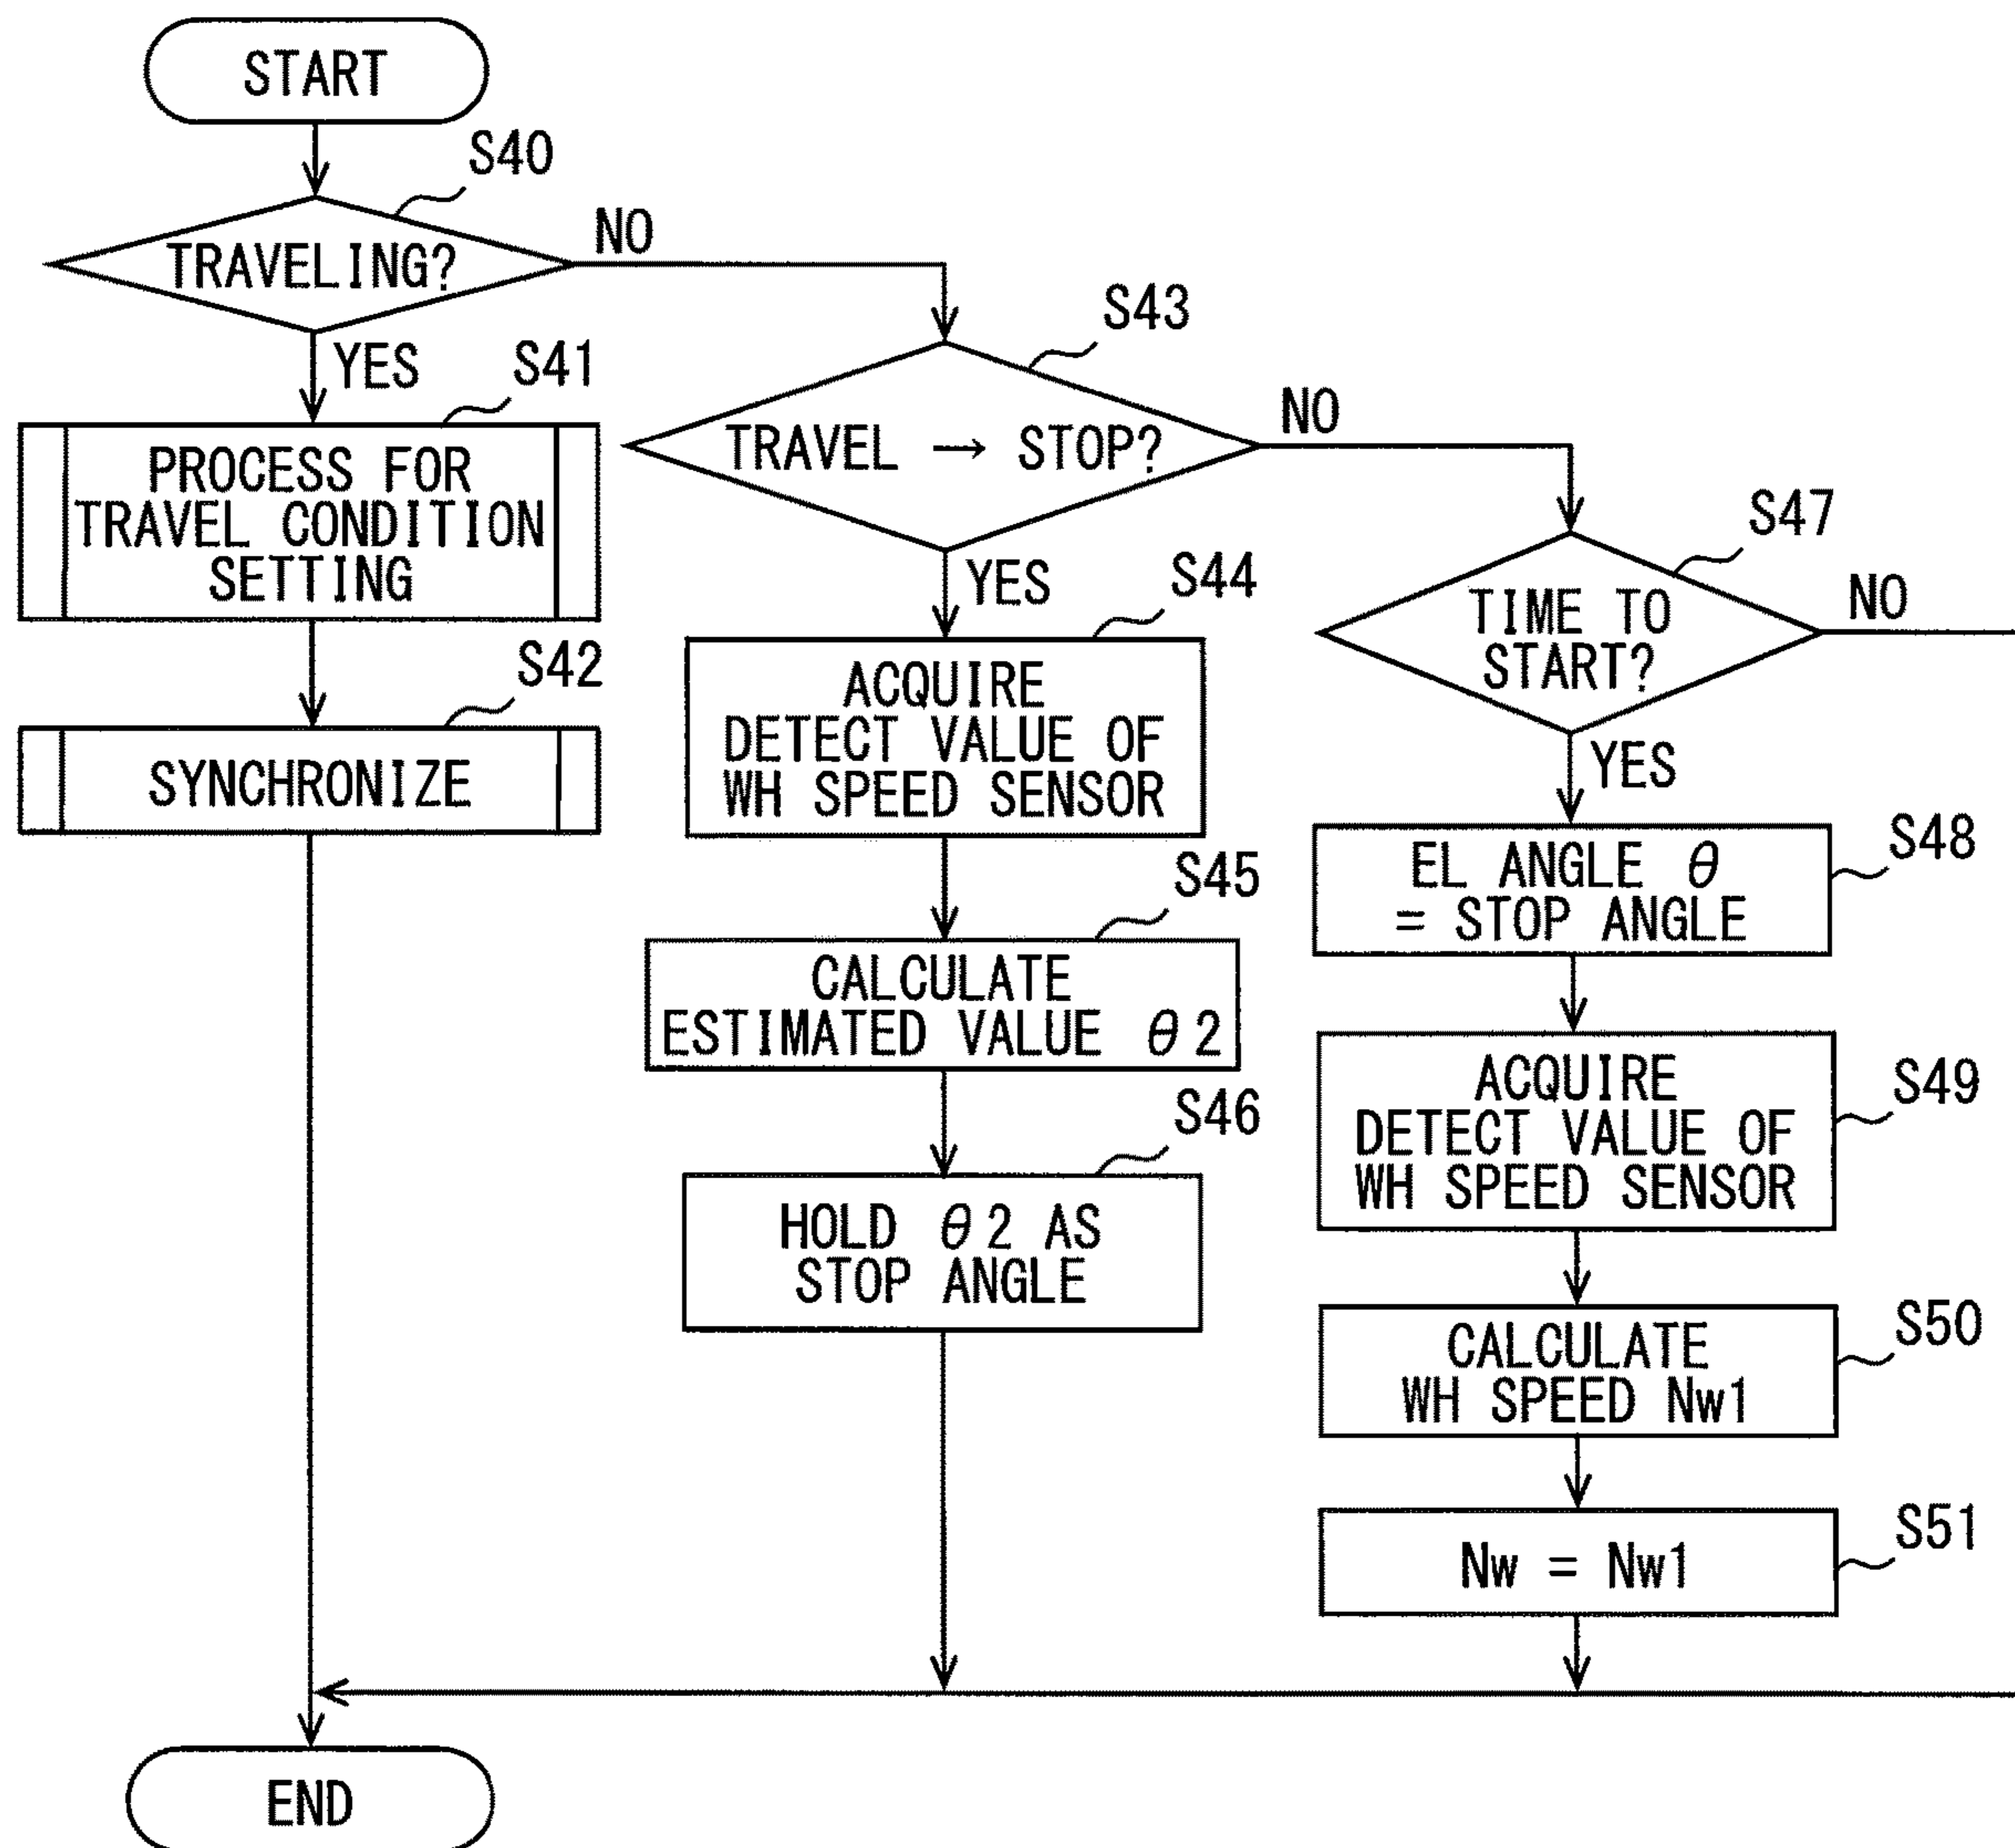 START
S40
TRAVELING?
NO
YES
S41
PROCESS FOR
TRAVEL CONDITION
SETTING
S42
SYNCHRONIZE
S43
TRAVEL → STOP?
NO
YES
S44
ACQUIRE
DETECT VALUE OF
WH SPEED SENSOR
S45
CALCULATE
ESTIMATED VALUE θ2
S46
HOLD θ2 AS
STOP ANGLE
S47
TIME TO
START?
NO
YES
S48
EL ANGLE θ
= STOP ANGLE
S49
ACQUIRE
DETECT VALUE OF
WH SPEED SENSOR
S50
CALCULATE
WH SPEED Nw1
S51
Nw = Nw1
END